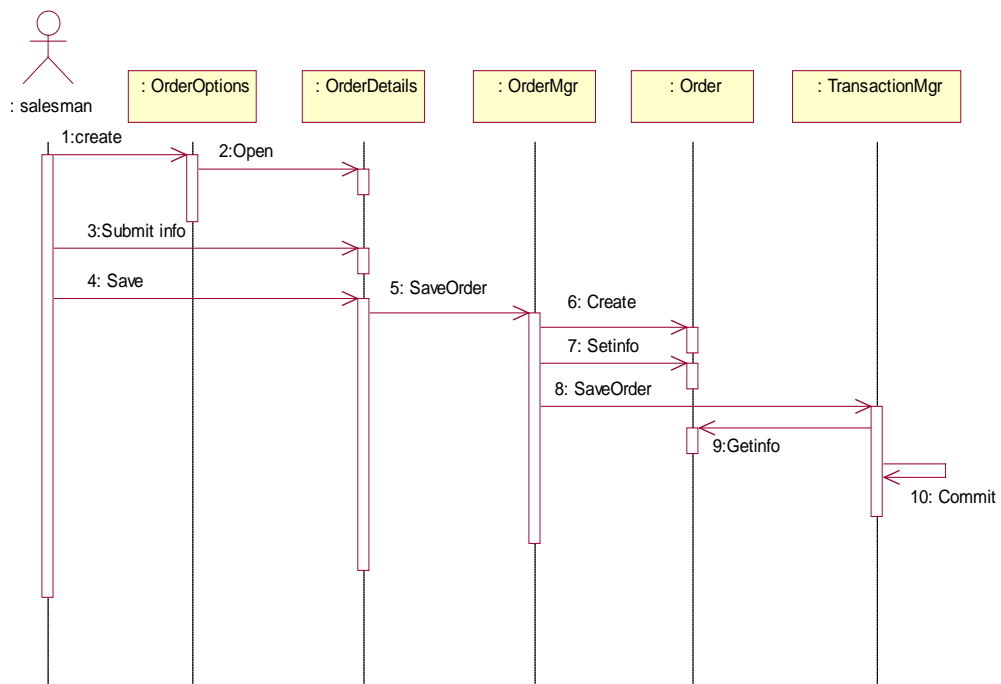 : OrderOptions
: OrderDetails
: OrderMgr
: Order
: TransactionMgr
: salesman
1:create
2:Open
3:Submit info
4: Save
5: SaveOrder
6: Create
7: Setinfo
8: SaveOrder
9:Getinfo
10: Commit